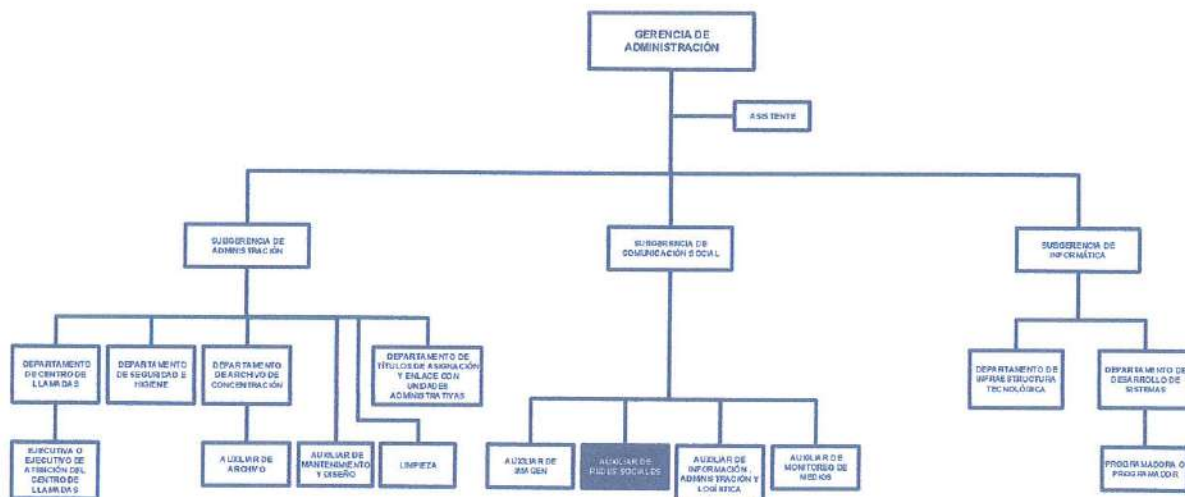 GERENCIA DE
ADMINISTRACIÓN
ASISTENTE
SUBGERENCIA DE
ADMINISTRACIÓN
SUBGERENCIA DE
COMUNICACIÓN SOCIAL
SUBGERENCIA DE
INFORMÁTICA
DEPARTAMENTO
DE CENTRO DE
LLAMADAS
DEPARTAMENTO
DE SEGURIDAD E
HIGIENE
DEPARTAMENTO
DE ARCHIVO DE
CONCENTRACIÓN
DEPARTAMENTO DE
TÍTULOS DE ASIGNACIÓN
Y ENLACE CON
UNIDADES
ADMINISTRATIVAS
DEPARTAMENTO DE
INFRAESTRUCTURA
TECNOLÓGICA
DEPARTAMENTO DE
DESARROLLO DE
SISTEMAS
EJECUTIVA O
EJECUTIVO DE
ATENCIÓN DEL
CENTRO DE
LLAMADAS
AUXILIAR DE
ARCHIVO
AUXILIAR DE
MANTENIMIENTO
Y DISEÑO
LIMPIEZA
AUXILIAR DE
IMAGEN
AUXILIAR DE
REDES SOCIALES
AUXILIAR DE
INFORMACIÓN,
ADMINISTRACIÓN Y
LOGÍSTICA
AUXILIAR DE
MONITOREO DE
MEDIOS
PROGRAMADORA O
PROGRAMADOR